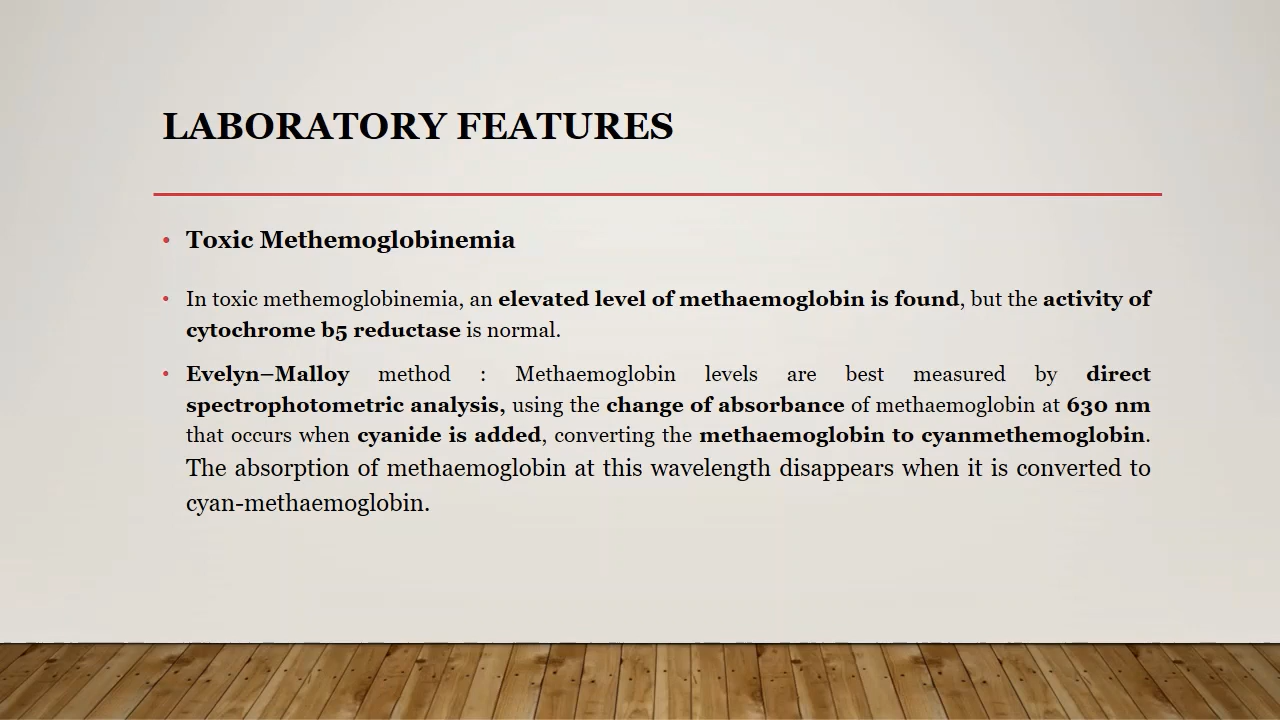 LABORATORY FEATURES
• Toxic Methemoglobinemia
• In toxic methemoglobinemia, an elevated level of methaemoglobin is found, but the activity of
cytochrome b5 reductase is normal.
• Evelyn–Malloy method : Methaemoglobin levels are best measured by direct
spectrophotometric analysis, using the change of absorbance of methaemoglobin at 630 nm
that occurs when cyanide is added, converting the methaemoglobin to cyanmethemoglobin.
The absorption of methaemoglobin at this wavelength disappears when it is converted to
cyan-methaemoglobin.